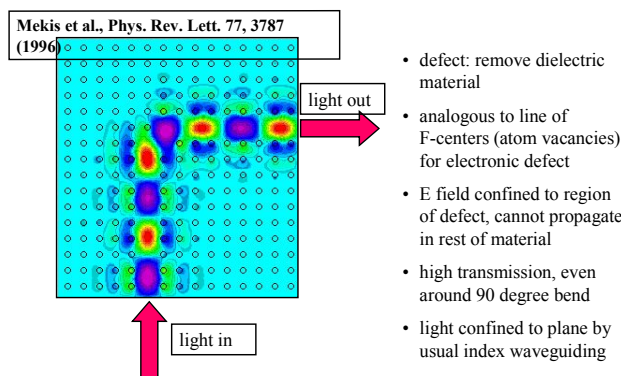 Mekis et al., Phys. Rev. Lett. 77, 3787
(1996)
light out
light in
• defect: remove dielectric
material
• analogous to line of
F-centers (atom vacancies)
for electronic defect
• E field confined to region
of defect, cannot propagate
in rest of material
• high transmission, even
around 90 degree bend
• light confined to plane by
usual index waveguiding